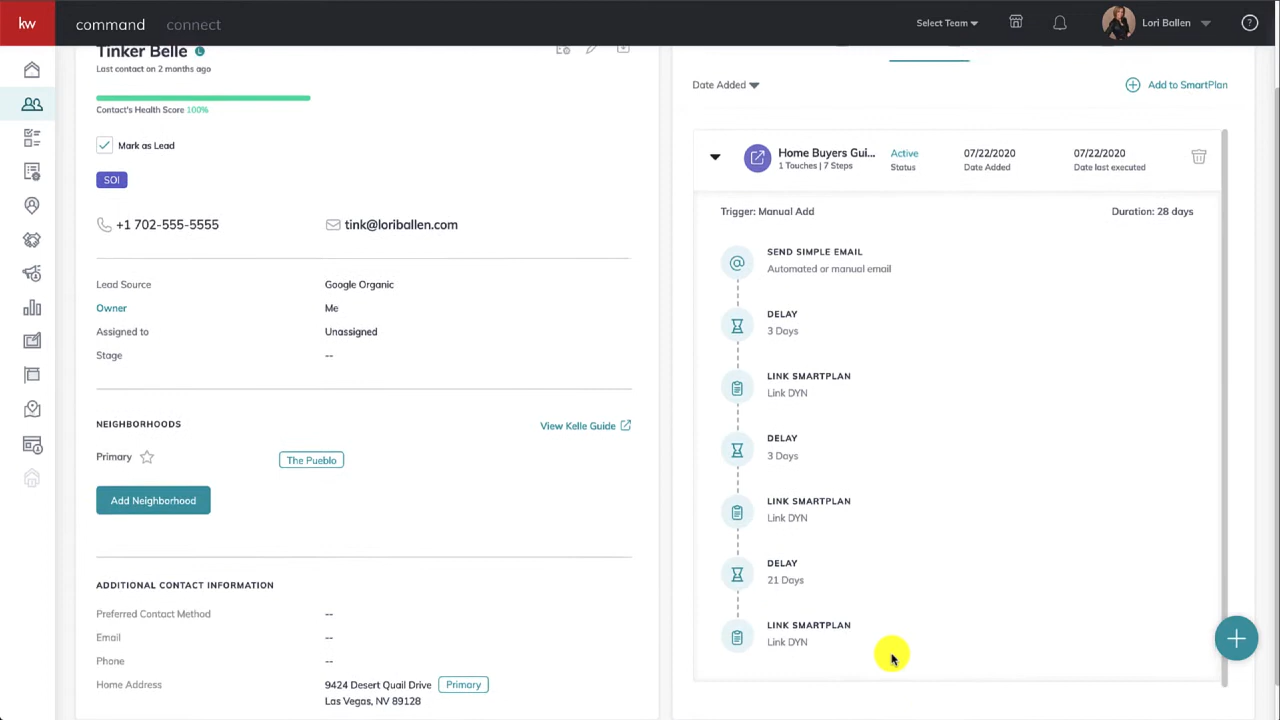 kw
command
connect
Select Team
Lori Ballen
Tinker Belle L
Last contact on 2 months ago
Contact's Health Score 100%
Mark as Lead
SOI
+1 702-555-5555
tink@loriballen.com
Lead Source
Google Organic
Owner
Me
Assigned to
Unassigned
Stage
--
NEIGHBORHOODS
View Kelle Guide
Primary
The Pueblo
Add Neighborhood
ADDITIONAL CONTACT INFORMATION
Preferred Contact Method
--
Email
--
Phone
--
Home Address
9424 Desert Quail Drive
Primary
Las Vegas, NV 89128
Date Added
Add to SmartPlan
Home Buyers Gui...
1 Touches | 7 Steps
Active
Status
07/22/2020
Date Added
07/22/2020
Date last executed
Trigger: Manual Add
Duration: 28 days
SEND SIMPLE EMAIL
Automated or manual email
DELAY
3 Days
LINK SMARTPLAN
Link DYN
DELAY
3 Days
LINK SMARTPLAN
Link DYN
DELAY
21 Days
LINK SMARTPLAN
Link DYN